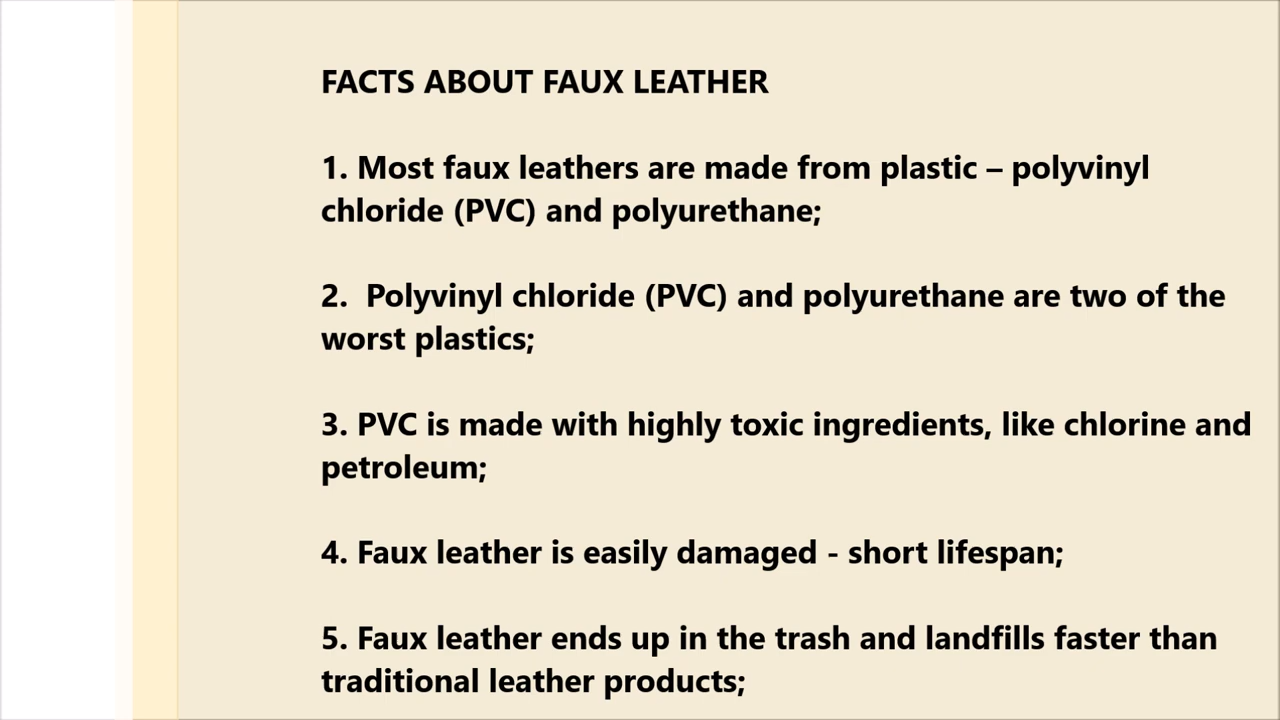 FACTS ABOUT FAUX LEATHER
1. Most faux leathers are made from plastic – polyvinyl
chloride (PVC) and polyurethane;
2.  Polyvinyl chloride (PVC) and polyurethane are two of the
worst plastics;
3. PVC is made with highly toxic ingredients, like chlorine and
petroleum;
4. Faux leather is easily damaged - short lifespan;
5. Faux leather ends up in the trash and landfills faster than
traditional leather products;